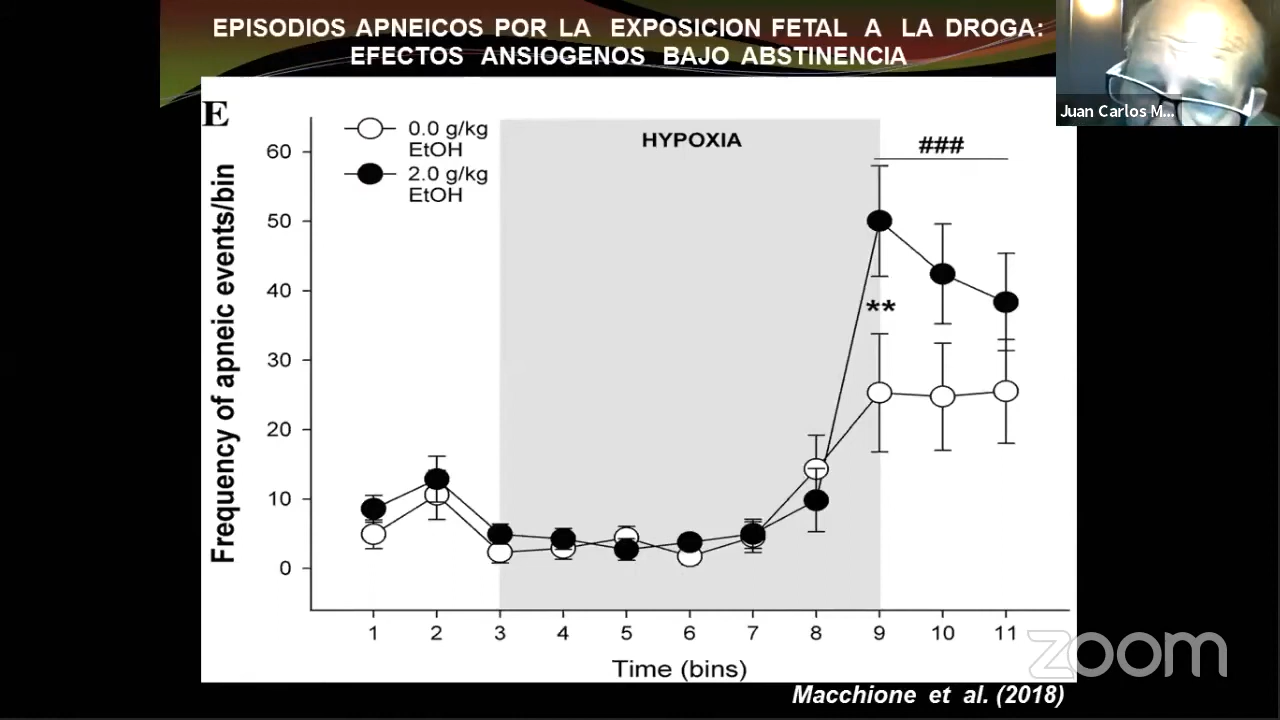 EPISODIOS APNEICOS POR LA EXPOSICION FETAL A LA DROGA:
EFECTOS ANSIOGENOS BAJO ABSTINENCIA
Juan Carlos M...
E
0.0 g/kg
EtOH
2.0 g/kg
EtOH
HYPOXIA
###
**
Frequency of apneic events/bin
60
50
40
30
20
10
0
1 2 3 4 5 6 7 8 9 10 11
Time (bins)
zoom
Macchione et al. (2018)